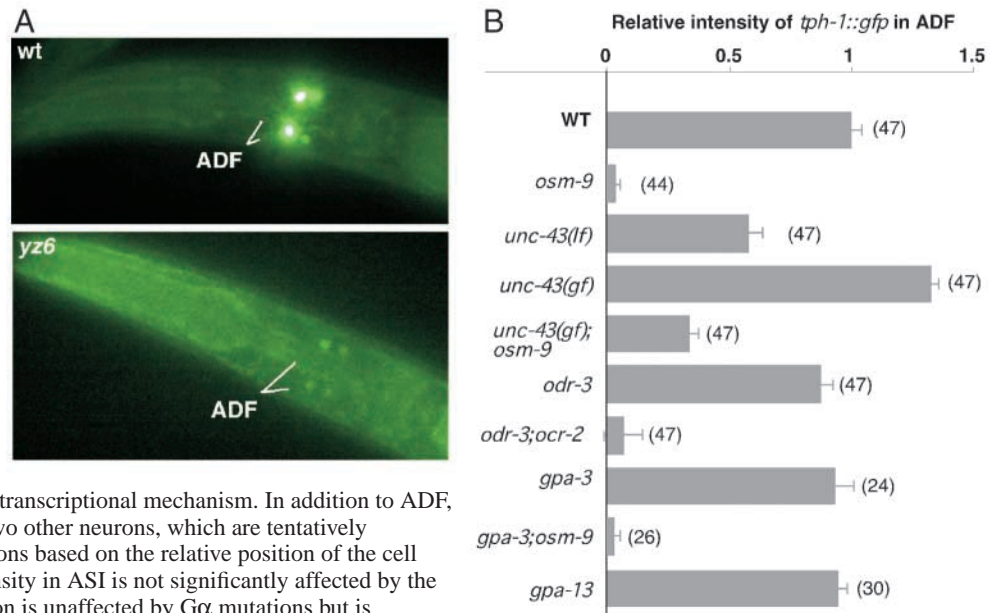 A
wt
ADF
yz6
ADF
transcriptional mechanism. In addition to ADF,
vo other neurons, which are tentatively
ons based on the relative position of the cell
nsity in ASI is not significantly affected by the
on is unaffected by Gα mutations but is
B
Relative intensity of tph-1::gfp in ADF
0 0.5 1 1.5
WT (47)
osm-9 (44)
unc-43(lf) (47)
unc-43(gf) (47)
unc-43(gf);
osm-9 (47)
odr-3 (47)
odr-3;ocr-2 (47)
gpa-3 (24)
gpa-3;osm-9 (26)
gpa-13 (30)